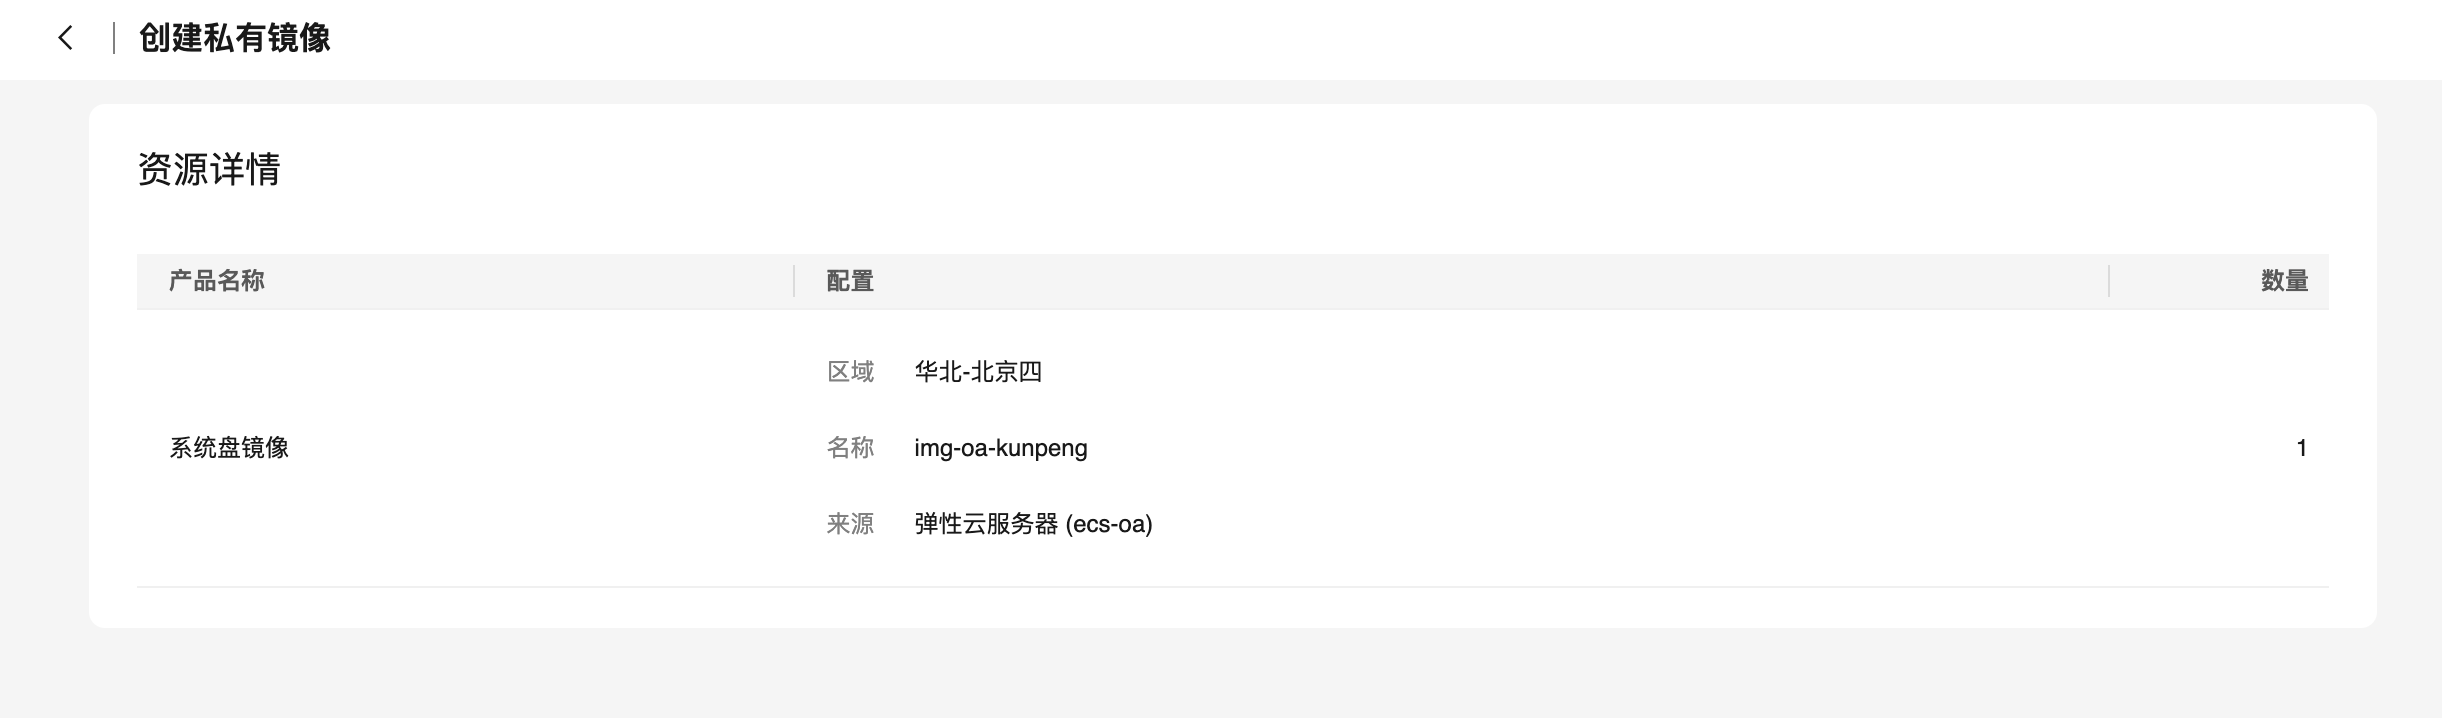 创建私有镜像
资源详情
产品名称 配置 数量
区域 华北-北京四
系统盘镜像 名称 img-oa-kunpeng 1
来源 弹性云服务器 (ecs-oa)